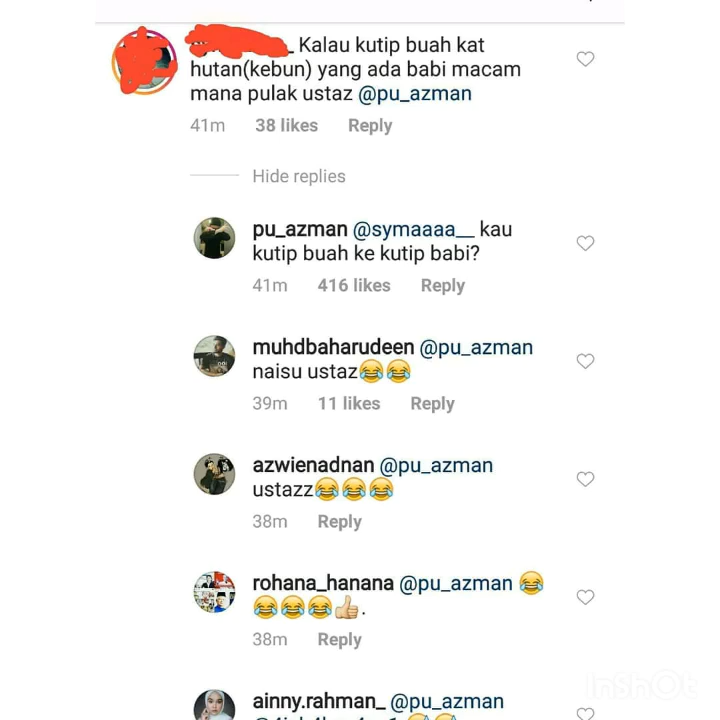 Kalau kutip buah kat
hutan(kebun) yang ada babi macam
mana pulak ustaz @pu_azman
41m 38 likes Reply
Hide replies
pu_azman @symaaaa__ kau
kutip buah ke kutip babi?
41m 416 likes Reply
muhdbaharudeen @pu_azman
naisu ustaz😂😂
39m 11 likes Reply
azwienadnan @pu_azman
ustazz😂😂😂
38m Reply
rohana_hanana @pu_azman 😂
😂😂😂👍.
38m Reply
ainny.rahman_ @pu_azman
InShOt